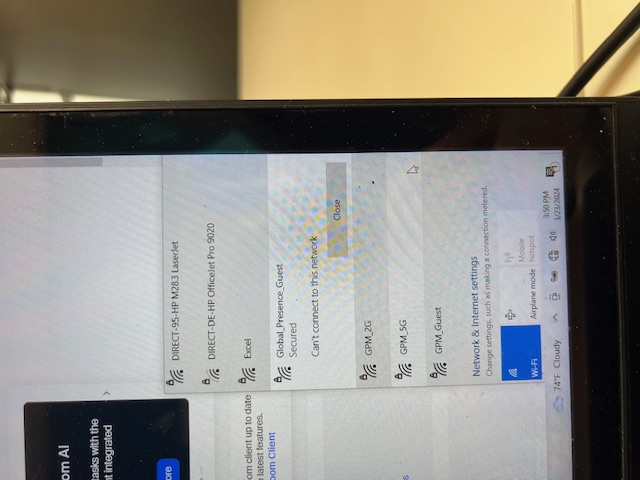 om AI
tasks with the
nt integrated
ore
om client up to date
e latest features.
oom Client
s
DIRECT-95-HP M283 LaserJet
DIRECT-DE-HP OfficeJet Pro 9020
Excel
Global_Presence_Guest
Secured
Can't connect to this network
Close
GPM_2G
GPM_5G
GPM_Guest
Network & Internet settings
Change settings, such as making a connection metered.
Wi-Fi
Airplane mode
Mobile
hotspot
74°F Cloudy
3:50 PM
3/23/2024
1